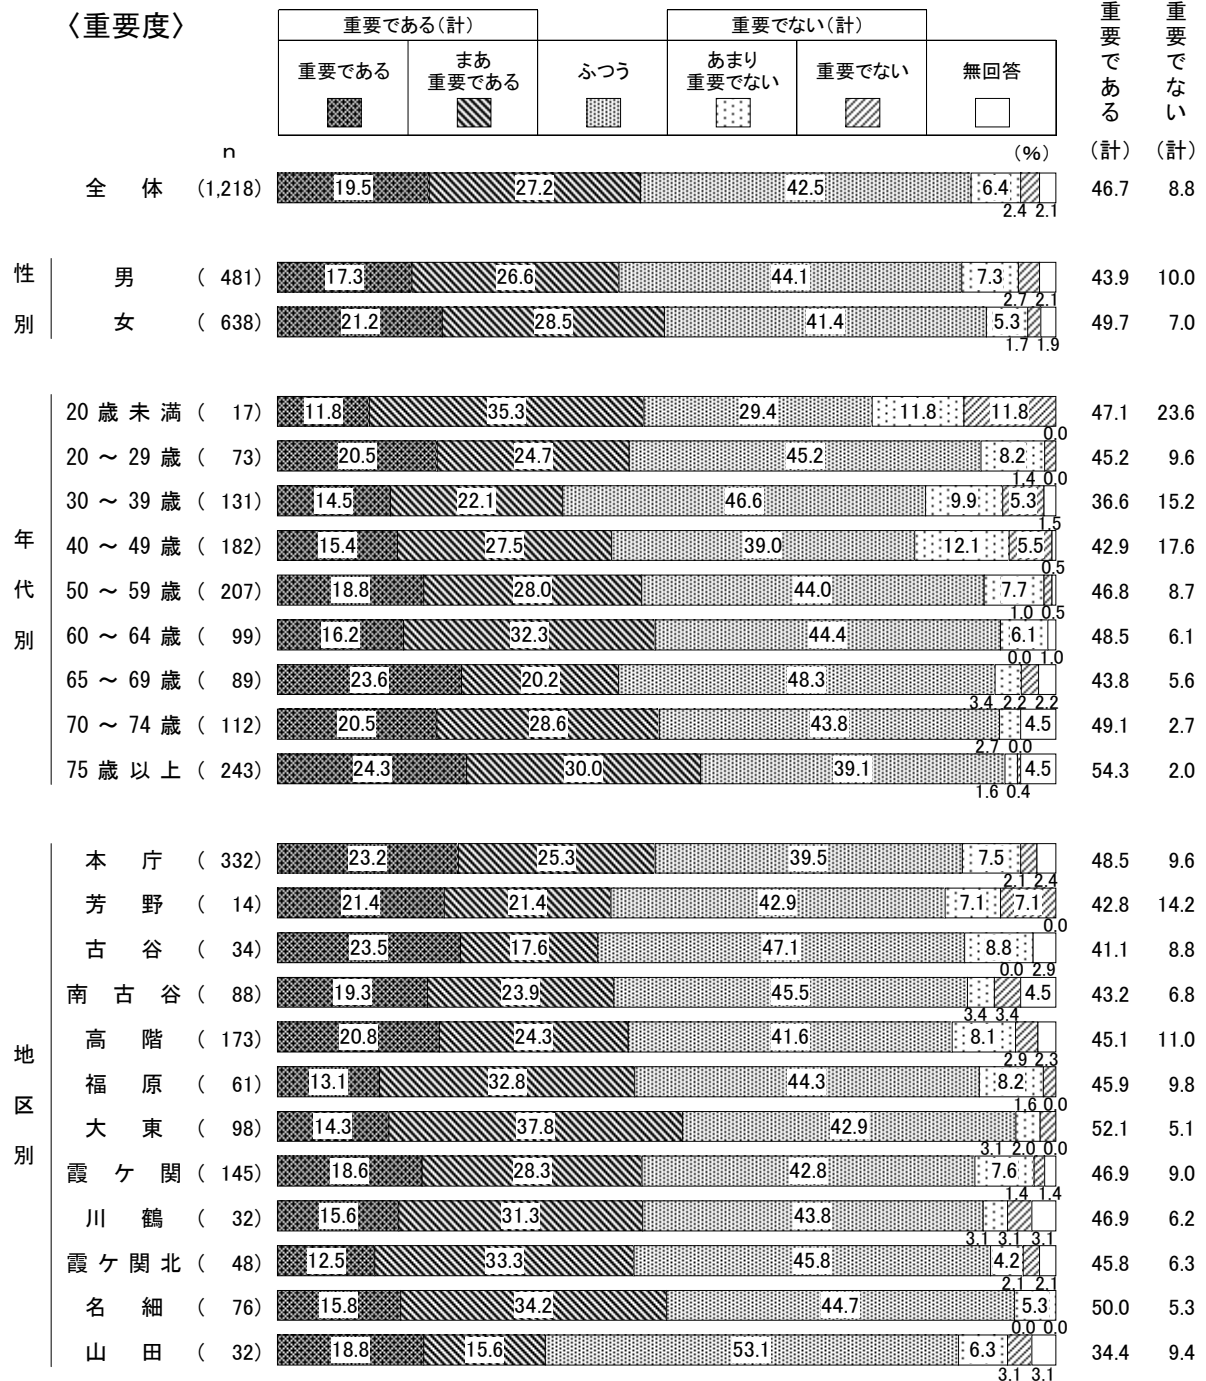 〈重要度〉
重要である(計)
重要でない(計)
重要である
まあ
重要である
ふつう
あまり
重要でない
重要でない
無回答
重要である(計)
重要でない(計)
n
(%)
全体 (1,218) 19.5 27.2 42.5 6.4 2.4 2.1 46.7 8.8
性別
男 ( 481) 17.3 26.6 44.1 7.3 2.7 2.1 43.9 10.0
女 ( 638) 21.2 28.5 41.4 5.3 1.7 1.9 49.7 7.0
年代別
20歳未満 ( 17) 11.8 35.3 29.4 11.8 11.8 0.0 47.1 23.6
20～29歳 ( 73) 20.5 24.7 45.2 8.2 1.4 0.0 45.2 9.6
30～39歳 ( 131) 14.5 22.1 46.6 9.9 5.3 1.5 36.6 15.2
40～49歳 ( 182) 15.4 27.5 39.0 12.1 5.5 0.5 42.9 17.6
50～59歳 ( 207) 18.8 28.0 44.0 7.7 1.0 0.5 46.8 8.7
60～64歳 ( 99) 16.2 32.3 44.4 6.1 0.0 1.0 48.5 6.1
65～69歳 ( 89) 23.6 20.2 48.3 3.4 2.2 2.2 43.8 5.6
70～74歳 ( 112) 20.5 28.6 43.8 2.7 0.0 4.5 49.1 2.7
75歳以上 ( 243) 24.3 30.0 39.1 1.6 0.4 4.5 54.3 2.0
地区別
本庁 ( 332) 23.2 25.3 39.5 7.5 2.1 2.4 48.5 9.6
芳野 ( 14) 21.4 21.4 42.9 7.1 7.1 0.0 42.8 14.2
古谷 ( 34) 23.5 17.6 47.1 8.8 0.0 2.9 41.1 8.8
南古谷 ( 88) 19.3 23.9 45.5 3.4 3.4 4.5 43.2 6.8
高階 ( 173) 20.8 24.3 41.6 8.1 2.9 2.3 45.1 11.0
福原 ( 61) 13.1 32.8 44.3 8.2 1.6 0.0 45.9 9.8
大東 ( 98) 14.3 37.8 42.9 3.1 2.0 0.0 52.1 5.1
霞ケ関 ( 145) 18.6 28.3 42.8 7.6 1.4 1.4 46.9 9.0
川鶴 ( 32) 15.6 31.3 43.8 3.1 3.1 3.1 46.9 6.2
霞ケ関北 ( 48) 12.5 33.3 45.8 4.2 2.1 2.1 45.8 6.3
名細 ( 76) 15.8 34.2 44.7 5.3 0.0 0.0 50.0 5.3
山田 ( 32) 18.8 15.6 53.1 6.3 3.1 3.1 34.4 9.4